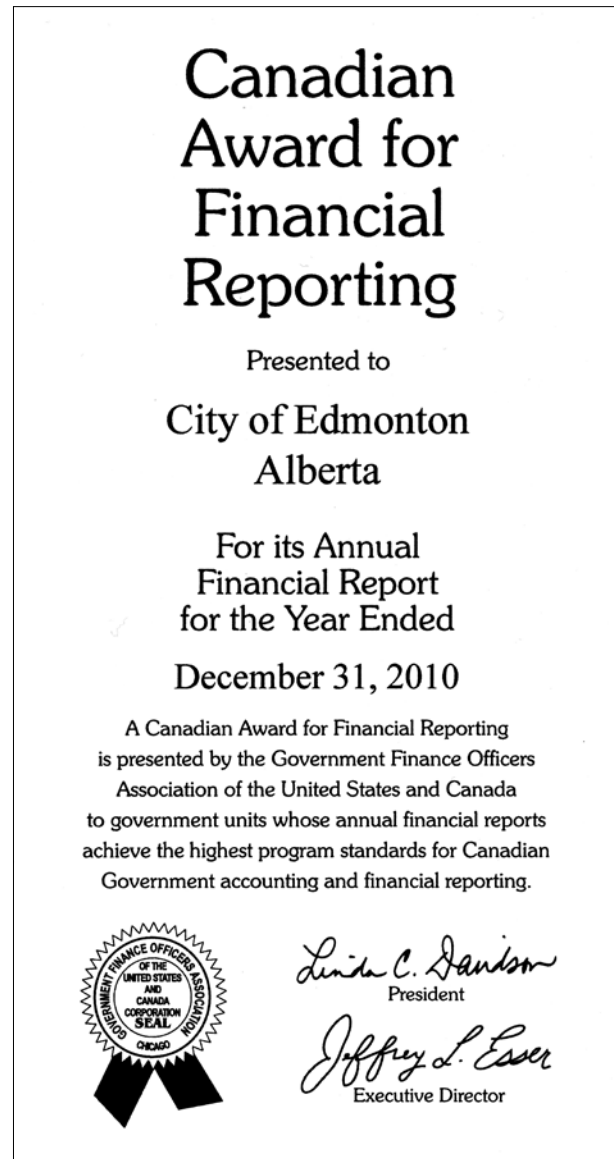 Canadian
Award for
Financial
Reporting
Presented to
City of Edmonton
Alberta
For its Annual
Financial Report
for the Year Ended
December 31, 2010
A Canadian Award for Financial Reporting
is presented by the Government Finance Officers
Association of the United States and Canada
to government units whose annual financial reports
achieve the highest program standards for Canadian
Government accounting and financial reporting.
GOVERNMENT FINANCE OFFICERS ASSOCIATION
OF THE
UNITED STATES
AND
CANADA
CORPORATION
SEAL
CHICAGO
Linda C. Davidson
President
Jeffrey L. Esser
Executive Director